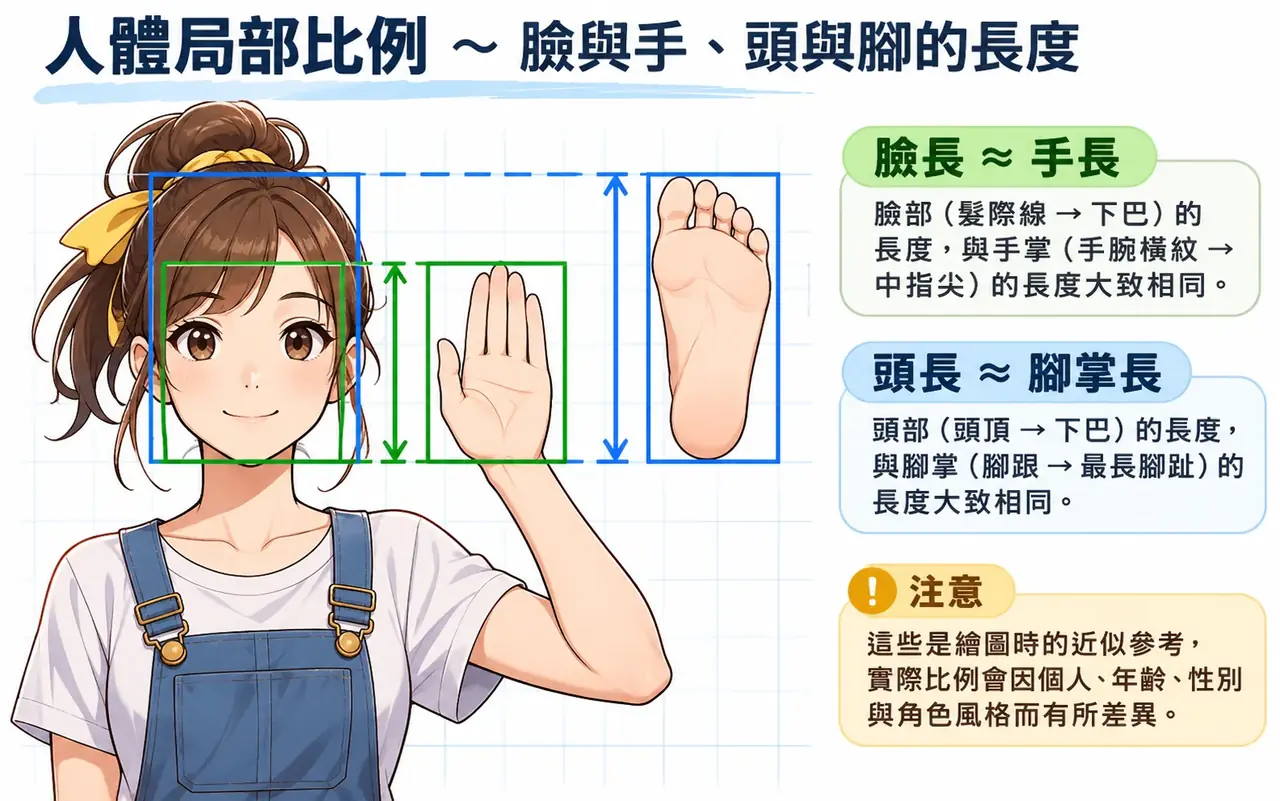 人體局部比例 ~ 臉與手、頭與腳的長度
臉長 ≈ 手長
臉部（髮際線 → 下巴）的
長度，與手掌（手腕橫紋 →
中指尖）的長度大致相同。
頭長 ≈ 腳掌長
頭部（頭頂 → 下巴）的長度，
與腳掌（腳跟 → 最長腳趾）的
長度大致相同。
! 注意
這些是繪圖時的近似參考，
實際比例會因個人、年齡、性別
與角色風格而有所差異。